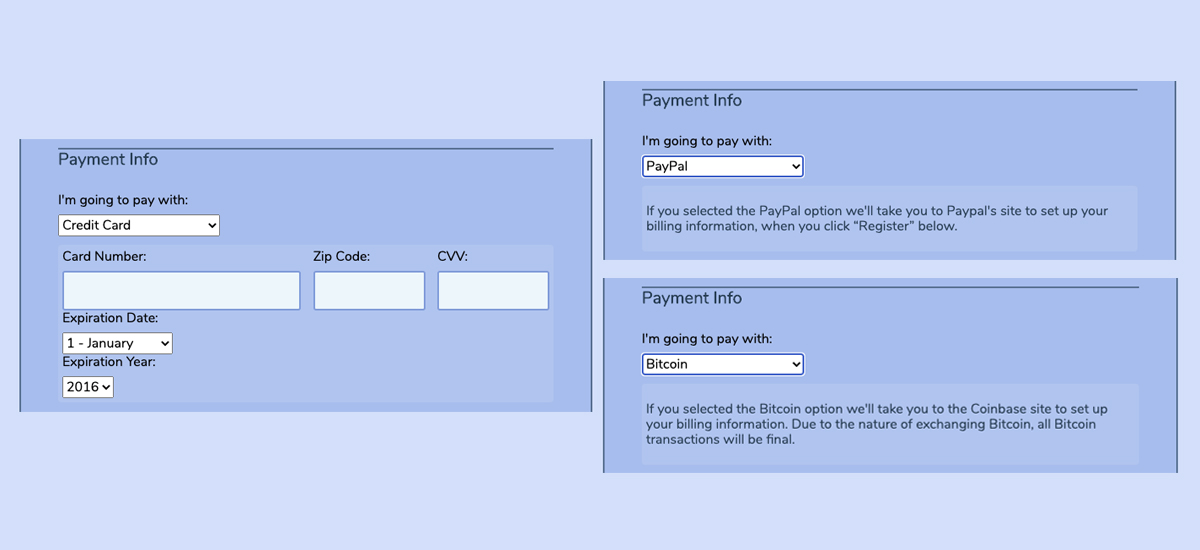 Payment Info
I'm going to pay with:
Credit Card
Card Number: Zip Code: CVV:
Expiration Date:
1 - January
Expiration Year:
2016
Payment Info
I'm going to pay with:
PayPal
If you selected the PayPal option we'll take you to Paypal's site to set up your
billing information, when you click “Register” below.
Payment Info
I'm going to pay with:
Bitcoin
If you selected the Bitcoin option we'll take you to the Coinbase site to set up
your billing information. Due to the nature of exchanging Bitcoin, all Bitcoin
transactions will be final.